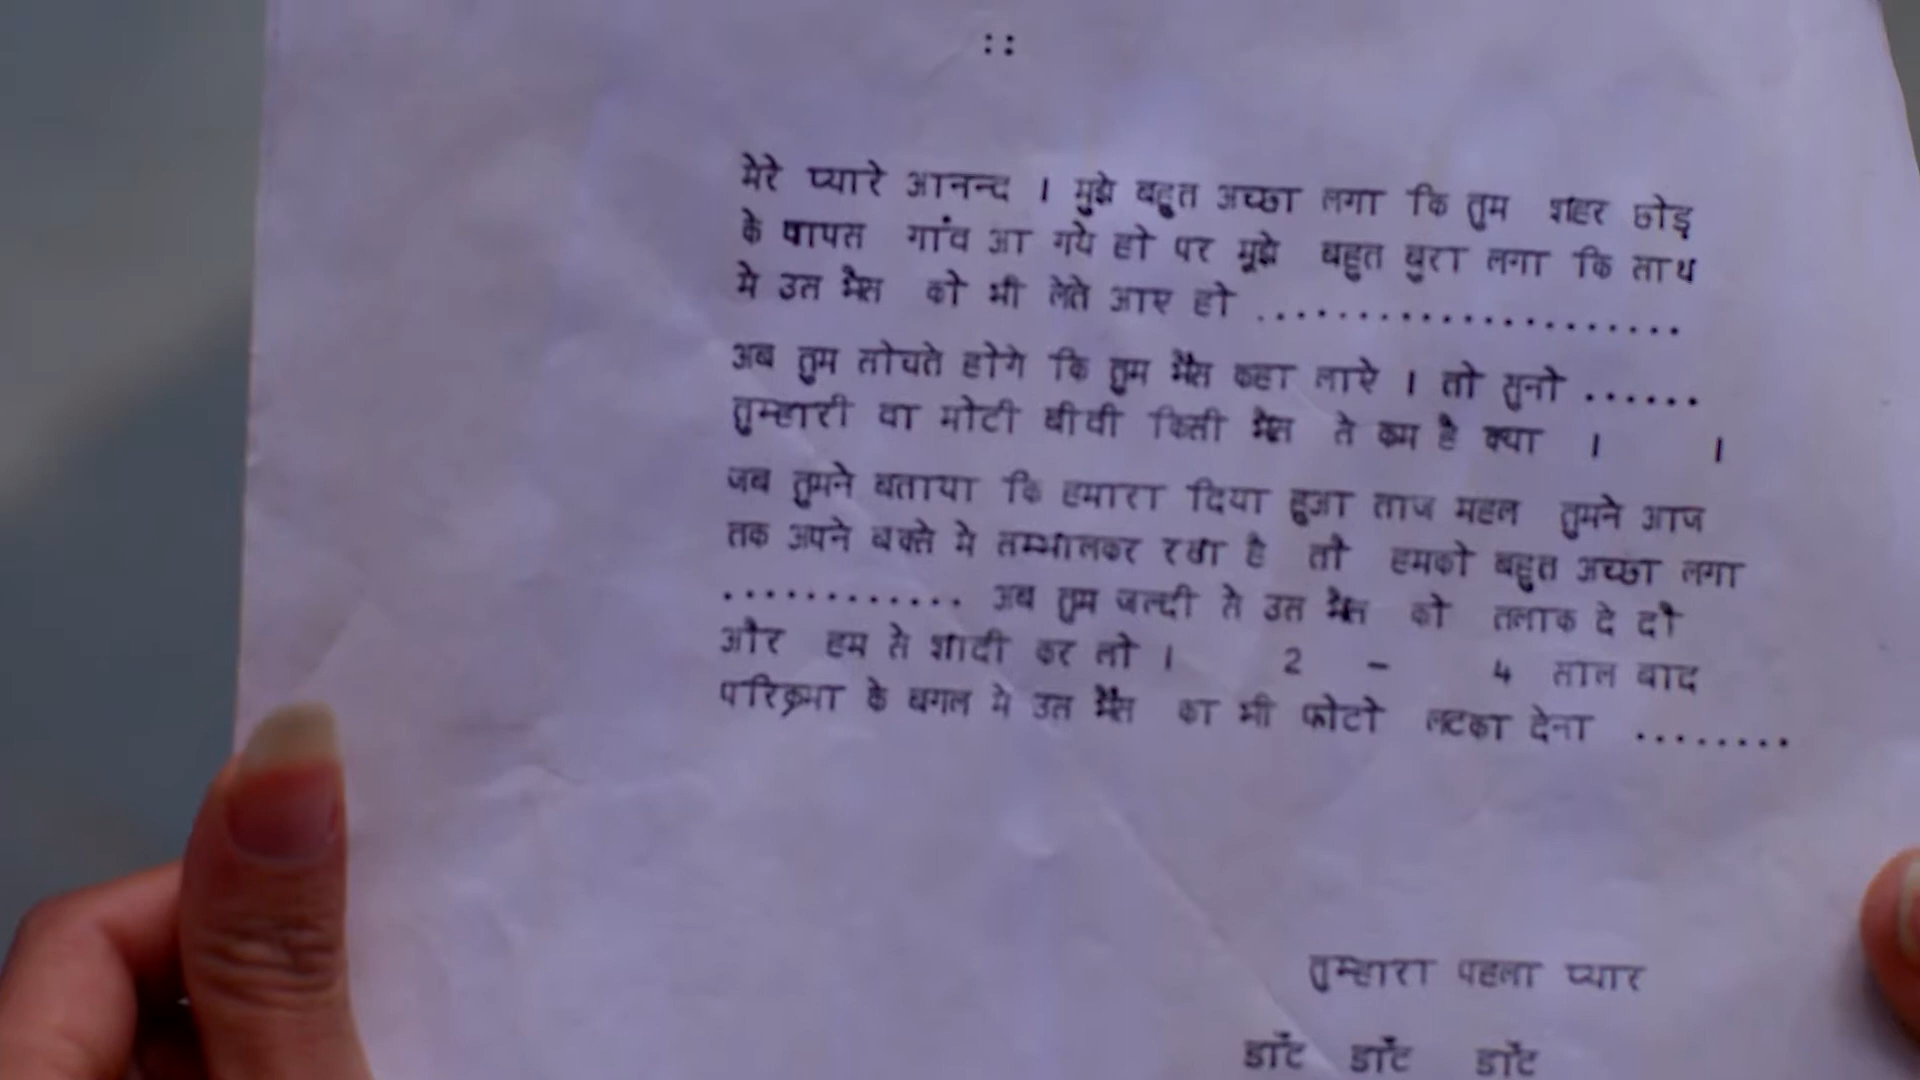 ::
मेरे प्यारे आनन्द । मुझे बहुत अच्छा लगा कि तुम शहर छोड़
के वापस गांव आ गये हो पर मूझे बहुत बुरा लगा कि साथ
मे उस भैस को भी लेते आए हो .....................
अब तुम सोचते होगे कि तुम भैस कहा लाऐ । तो सुनो ......
तुम्हारी वा मोटी बीवी किसी भैस से कम है क्या । ।
जब तुमने बताया कि हमारा दिया हुआ ताज महल तुमने आज
तक अपने बक्से मे सम्भालकर रखा है तौ हमको बहुत अच्छा लगा
............ अब तुम जल्दी से उस भैस को तलाक दे दौ
और हम से शादी कर लो । 2 - 4 साल बाद
परिक्रमा के बगल मे उस भैस का भी फोटो लटका देना ........
तुम्हारा पहला प्यार
डाॅट डाॅट डाॅट